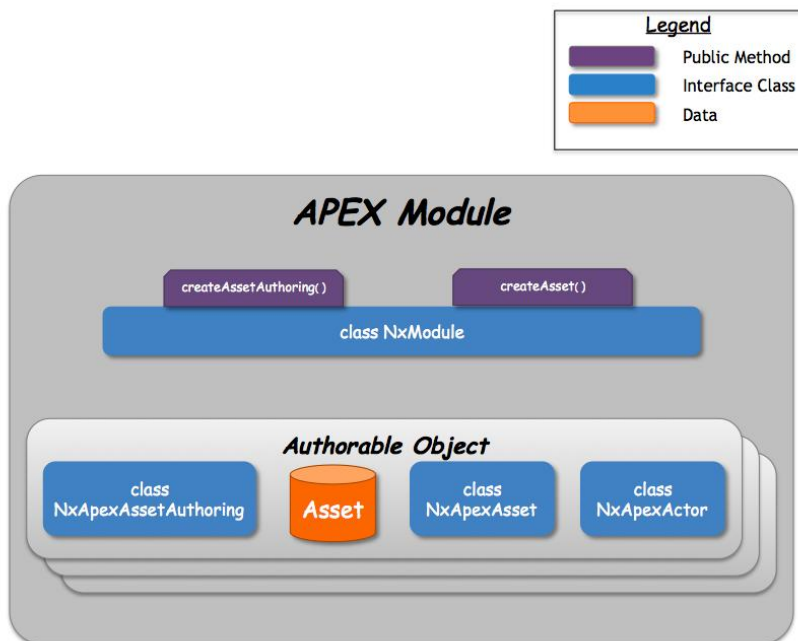 Legend
Public Method
Interface Class
Data
APEX Module
createAssetAuthoring()
createAsset()
class NxModule
Authorable Object
class
NxApexAssetAuthoring
Asset
class
NxApexAsset
class
NxApexActor